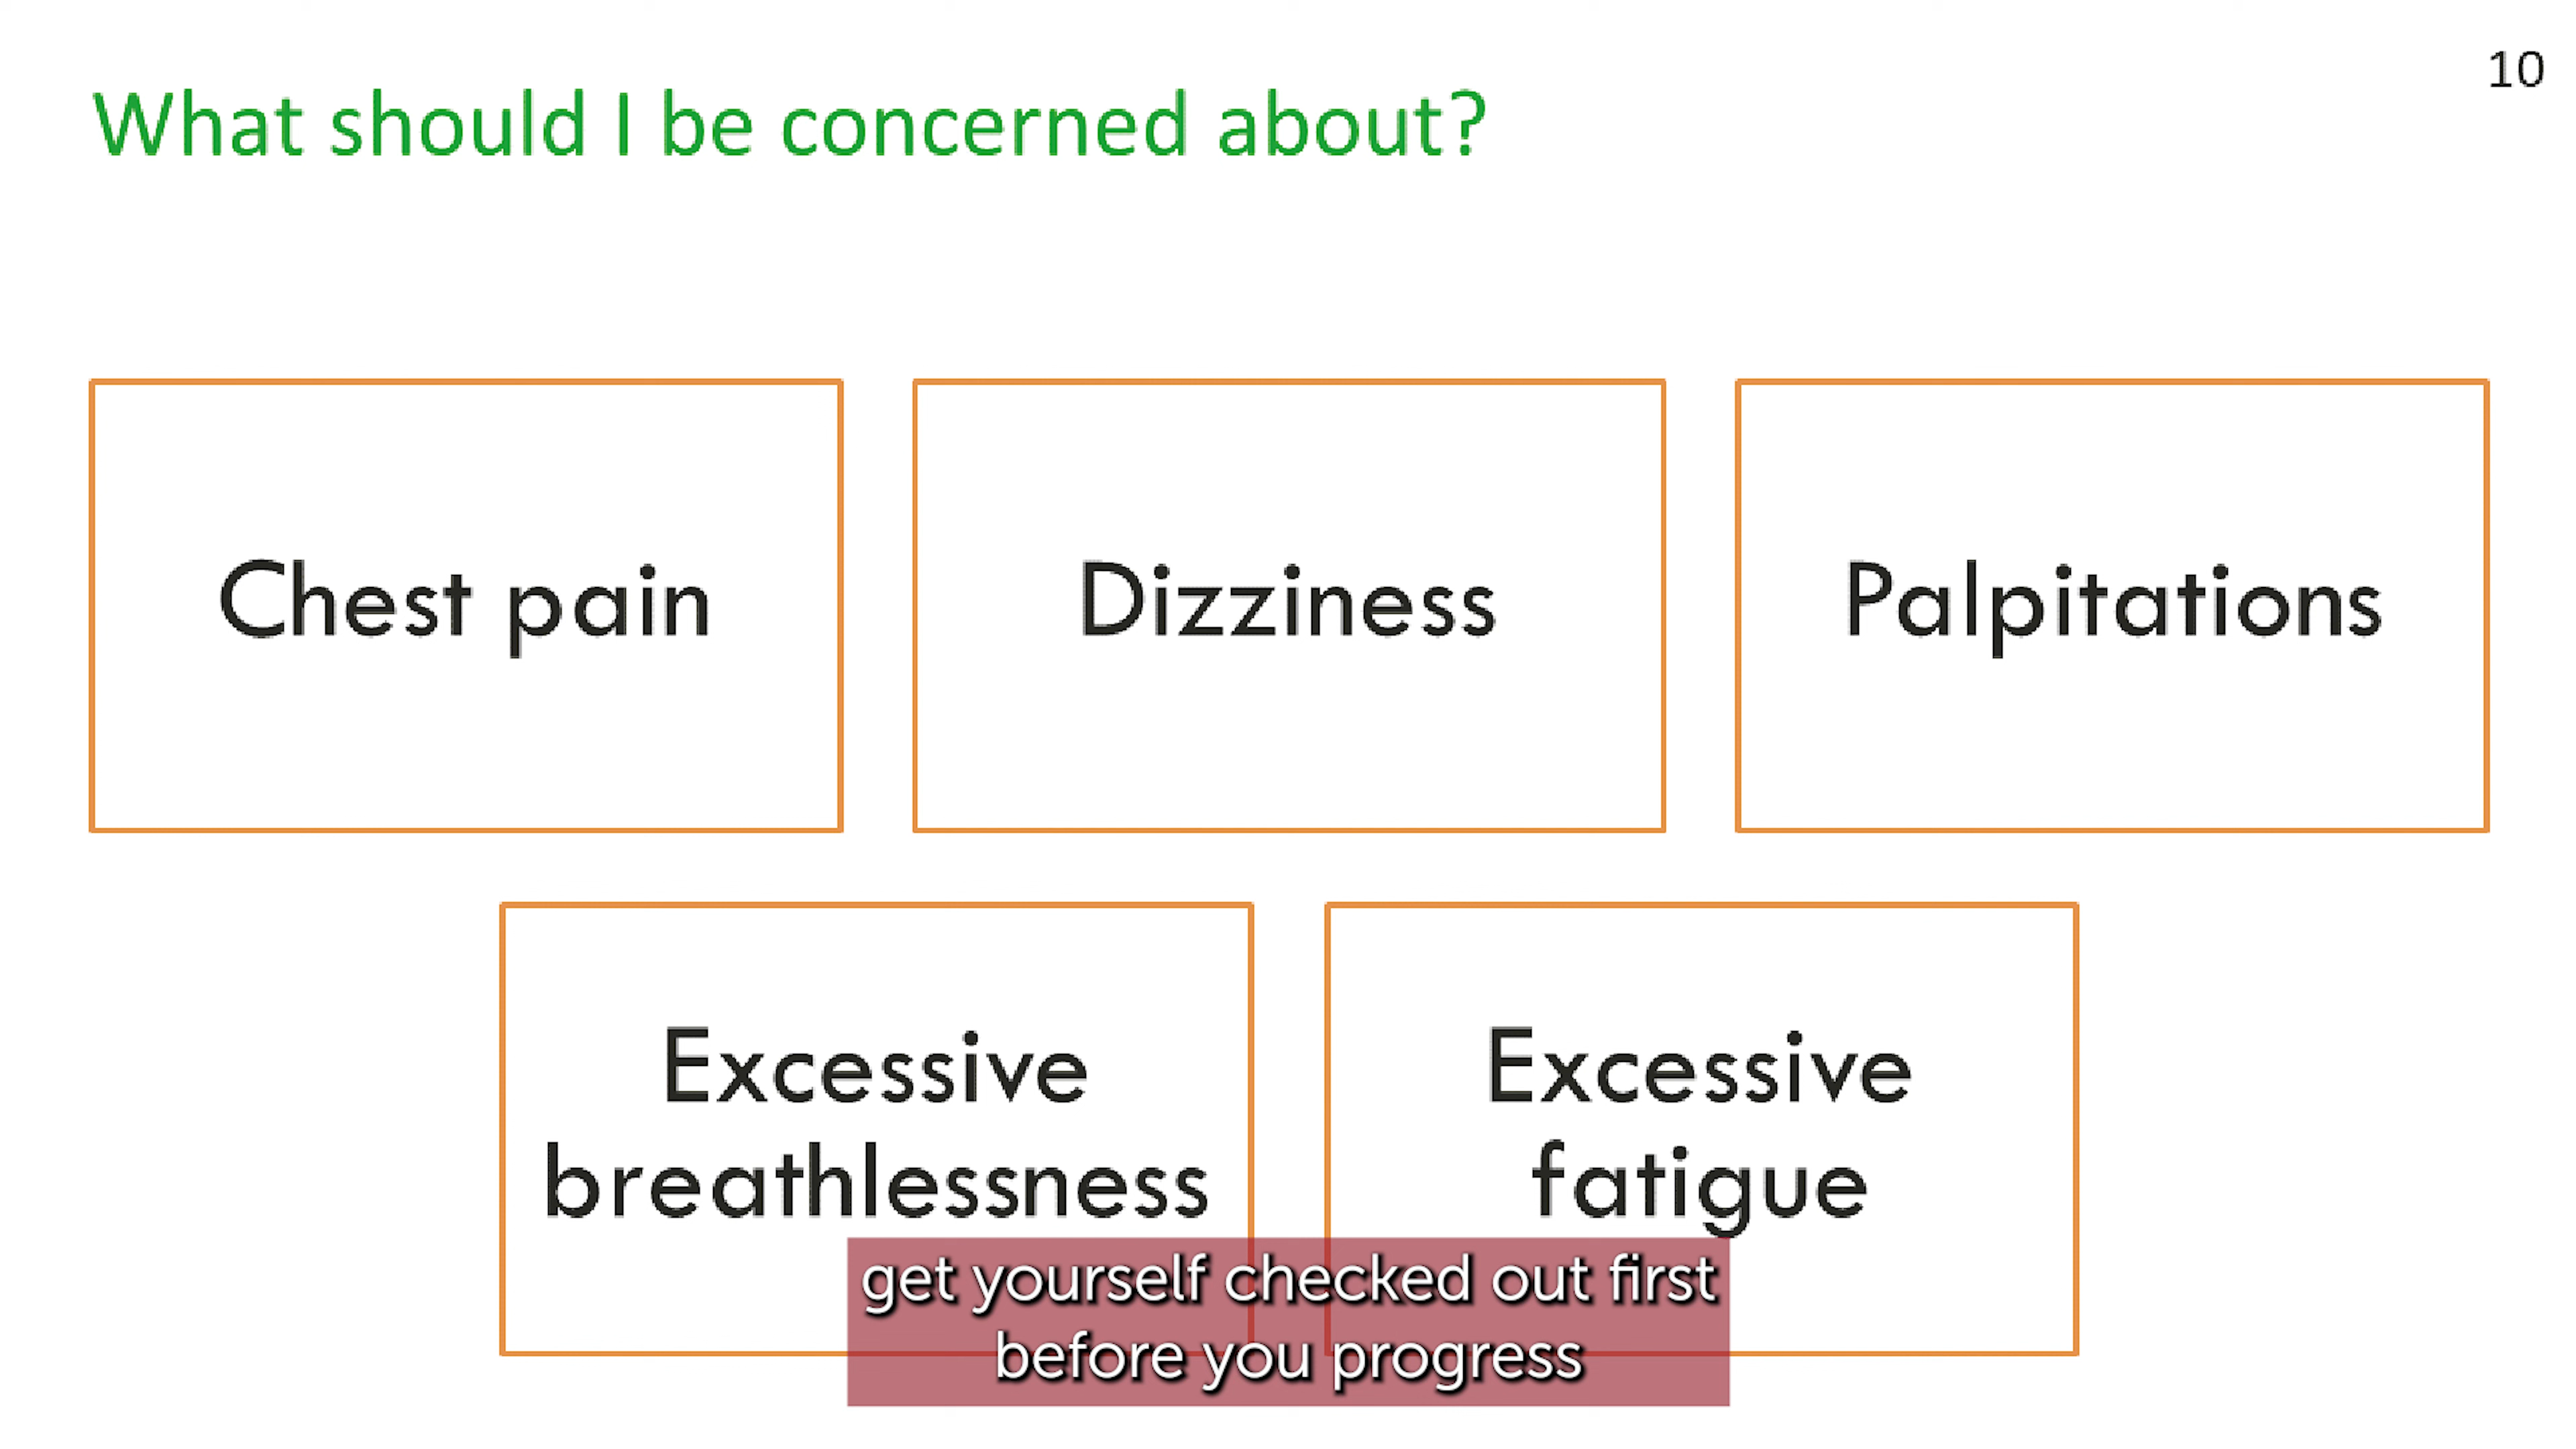 10
What should I be concerned about?
Chest pain
Dizziness
Palpitations
Excessive
breathlessness
Excessive
fatigue
get yourself checked out first
before you progress